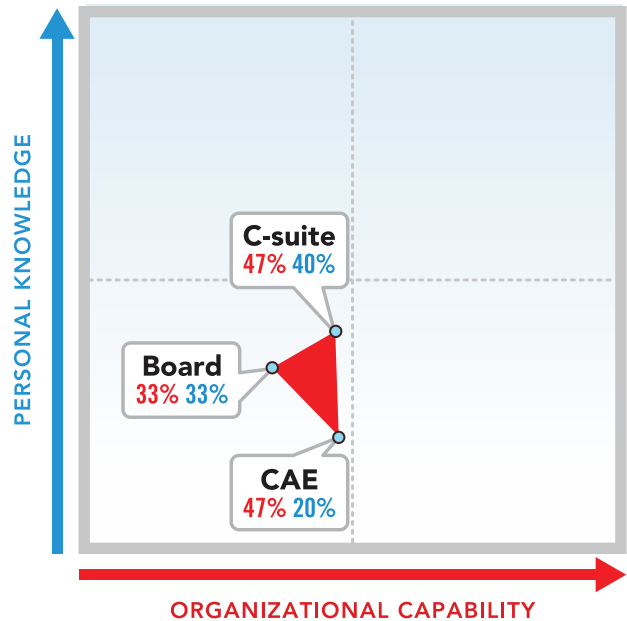 PERSONAL KNOWLEDGE
C-suite
47% 40%
Board
33% 33%
CAE
47% 20%
ORGANIZATIONAL CAPABILITY